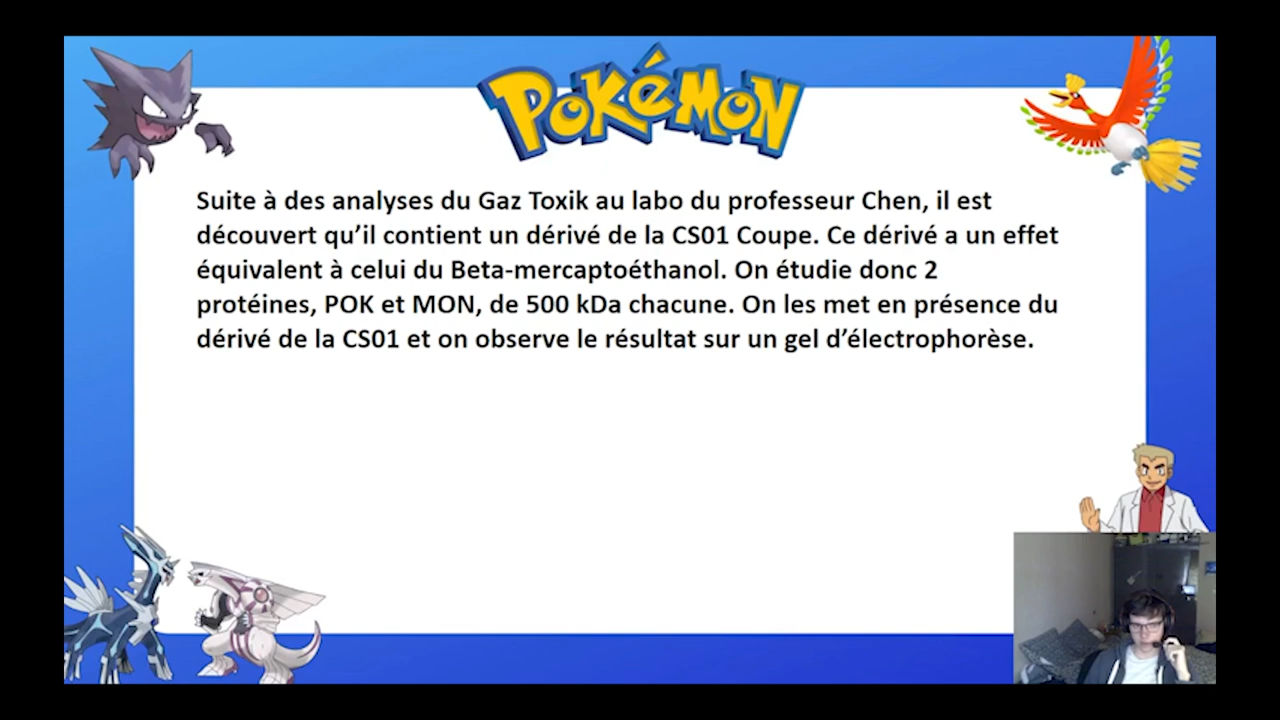 POKéMON
Suite à des analyses du Gaz Toxik au labo du professeur Chen, il est
découvert qu’il contient un dérivé de la CS01 Coupe. Ce dérivé a un effet
équivalent à celui du Beta-mercaptoéthanol. On étudie donc 2
protéines, POK et MON, de 500 kDa chacune. On les met en présence du
dérivé de la CS01 et on observe le résultat sur un gel d’électrophorèse.